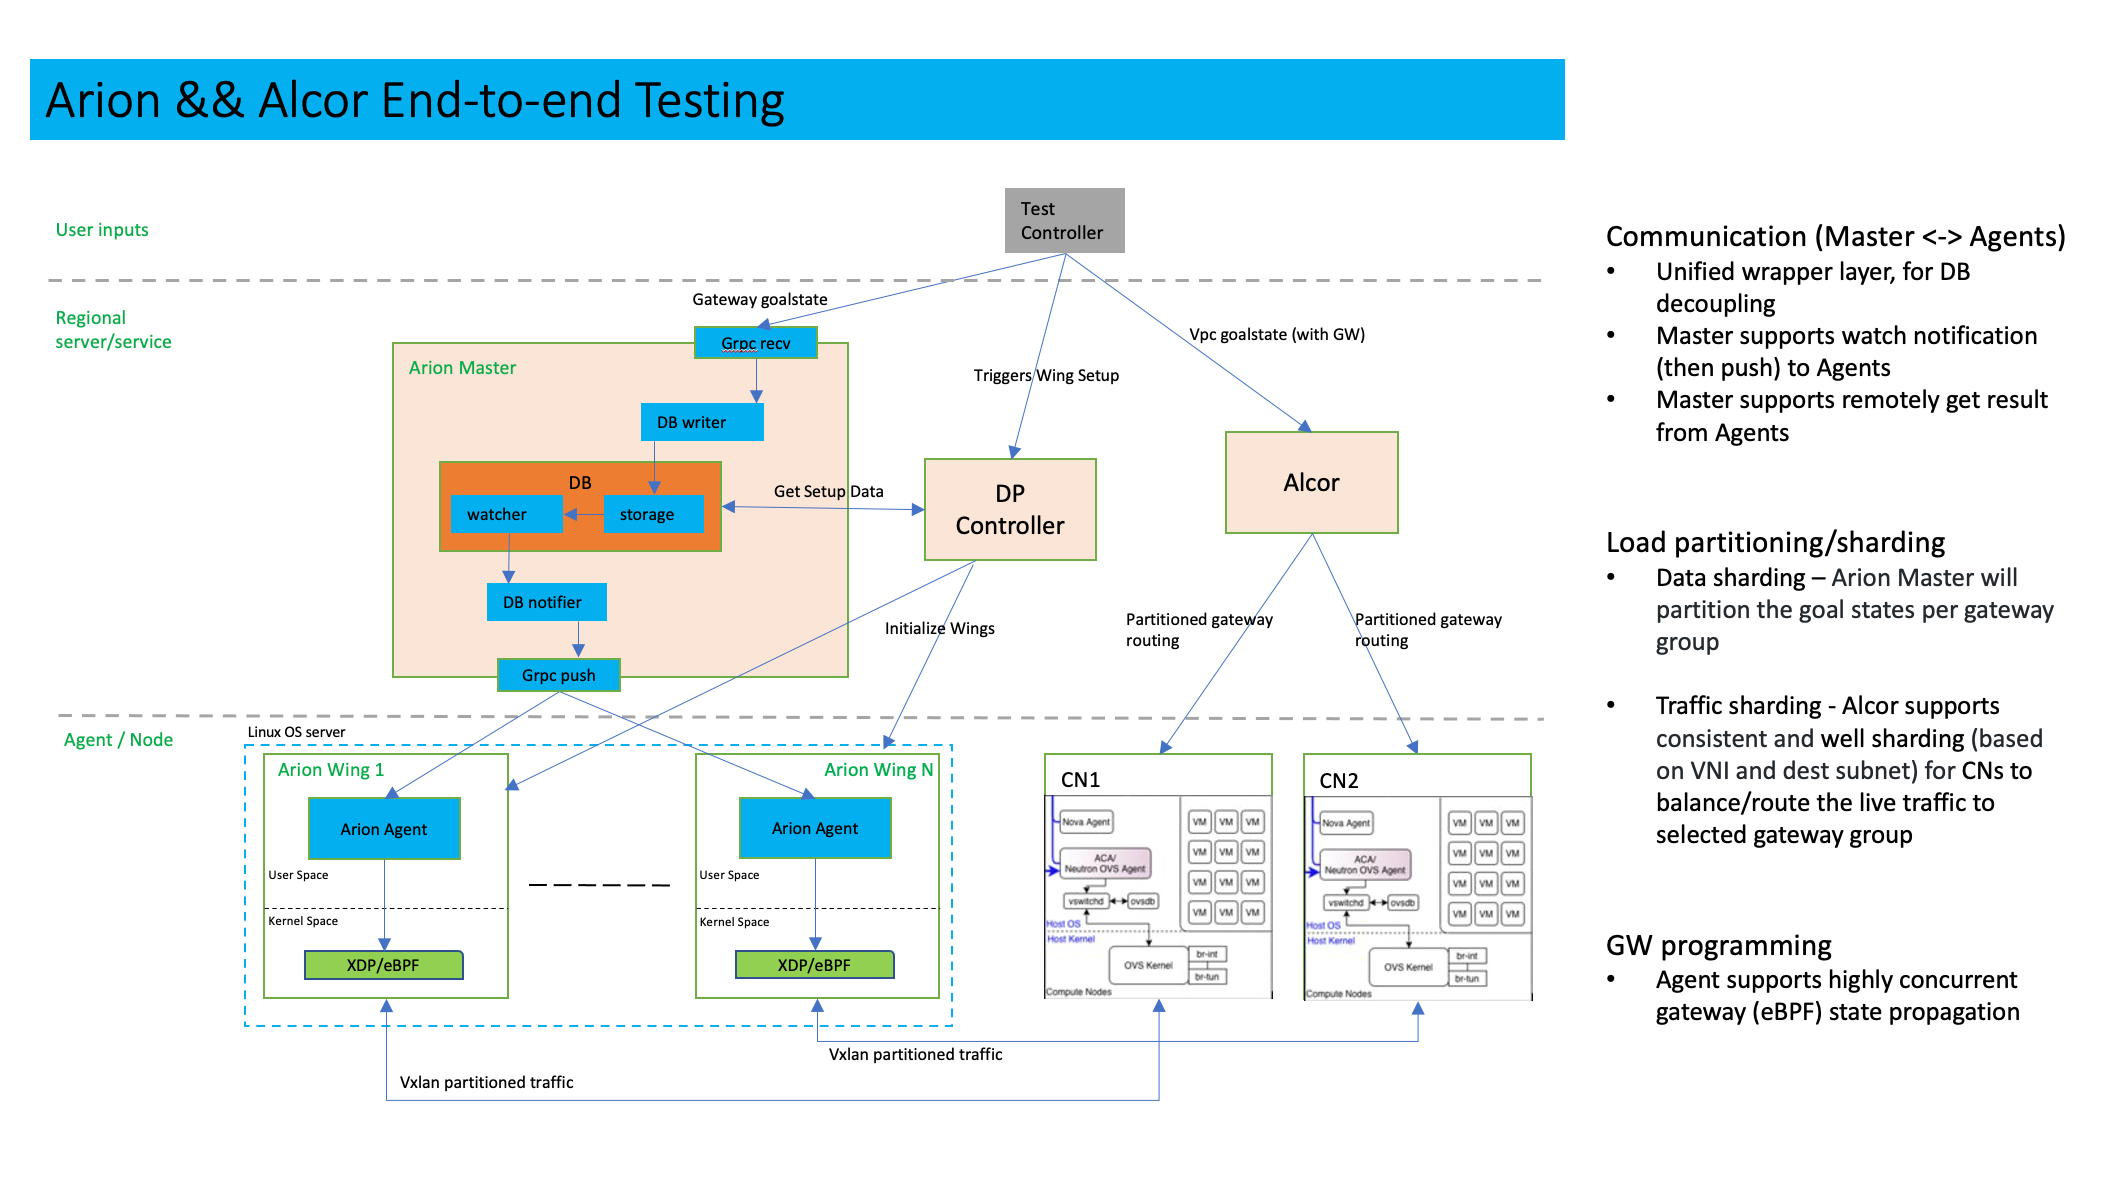 Arion && Alcor End-to-end Testing
User inputs
Test
Controller
Regional
server/service
Gateway goalstate
Grpc recv
Vpc goalstate (with GW)
Triggers Wing Setup
Arion Master
DB writer
DB
watcher
storage
Get Setup Data
DP
Controller
Alcor
DB notifier
Grpc push
Initialize Wings
Partitioned gateway
routing
Partitioned gateway
routing
Agent / Node
Linux OS server
Arion Wing 1
Arion Agent
User Space
Kernel Space
XDP/eBPF
Arion Wing N
Arion Agent
User Space
Kernel Space
XDP/eBPF
CN1
Nova Agent
ACA/
Neutron OVS Agent
vswitchd
ovsdb
Host OS
Host Kernel
OVS Kernel
br-int
br-tun
Compute Nodes
VM VM VM
VM VM VM
VM VM VM
VM VM VM
CN2
Nova Agent
ACA/
Neutron OVS Agent
vswitchd
ovsdb
Host OS
Host Kernel
OVS Kernel
br-int
br-tun
Compute Nodes
VM VM VM
VM VM VM
VM VM VM
VM VM VM
Vxlan partitioned traffic
Vxlan partitioned traffic
Communication (Master <-> Agents)
• Unified wrapper layer, for DB
decoupling
• Master supports watch notification
(then push) to Agents
• Master supports remotely get result
from Agents
Load partitioning/sharding
• Data sharding – Arion Master will
partition the goal states per gateway
group
• Traffic sharding - Alcor supports
consistent and well sharding (based
on VNI and dest subnet) for CNs to
balance/route the live traffic to
selected gateway group
GW programming
• Agent supports highly concurrent
gateway (eBPF) state propagation